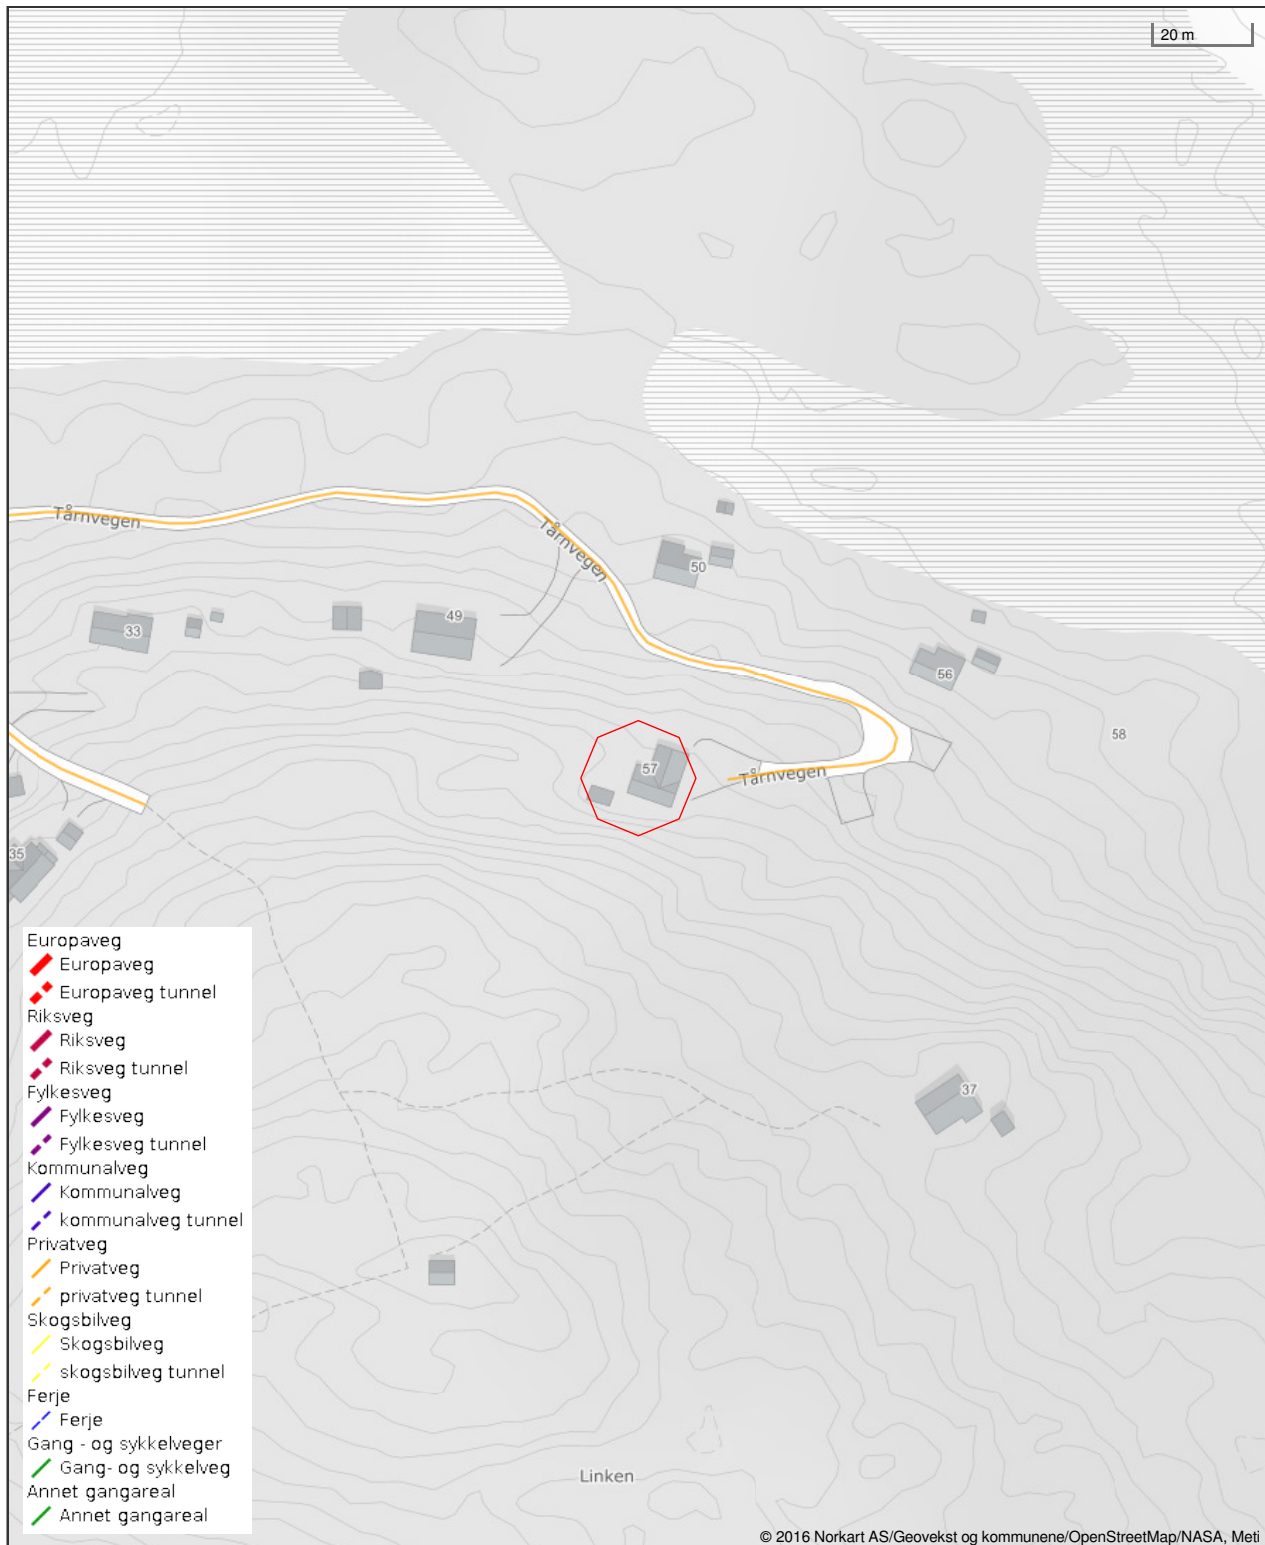 20 m
Tårnvegen
Tårnvegen
50
49
33
56
58
57
Tårnvegen
35
37
Linken
Europaveg
Europaveg
Europaveg tunnel
Riksveg
Riksveg
Riksveg tunnel
Fylkesveg
Fylkesveg
Fylkesveg tunnel
Kommunalveg
Kommunalveg
kommunalveg tunnel
Privatveg
Privatveg
privatveg tunnel
Skogsbilveg
Skogsbilveg
skogsbilveg tunnel
Ferje
Ferje
Gang - og sykkelveger
Gang- og sykkelveg
Annet gangareal
Annet gangareal
© 2016 Norkart AS/Geovekst og kommunene/OpenStreetMap/NASA, Meti